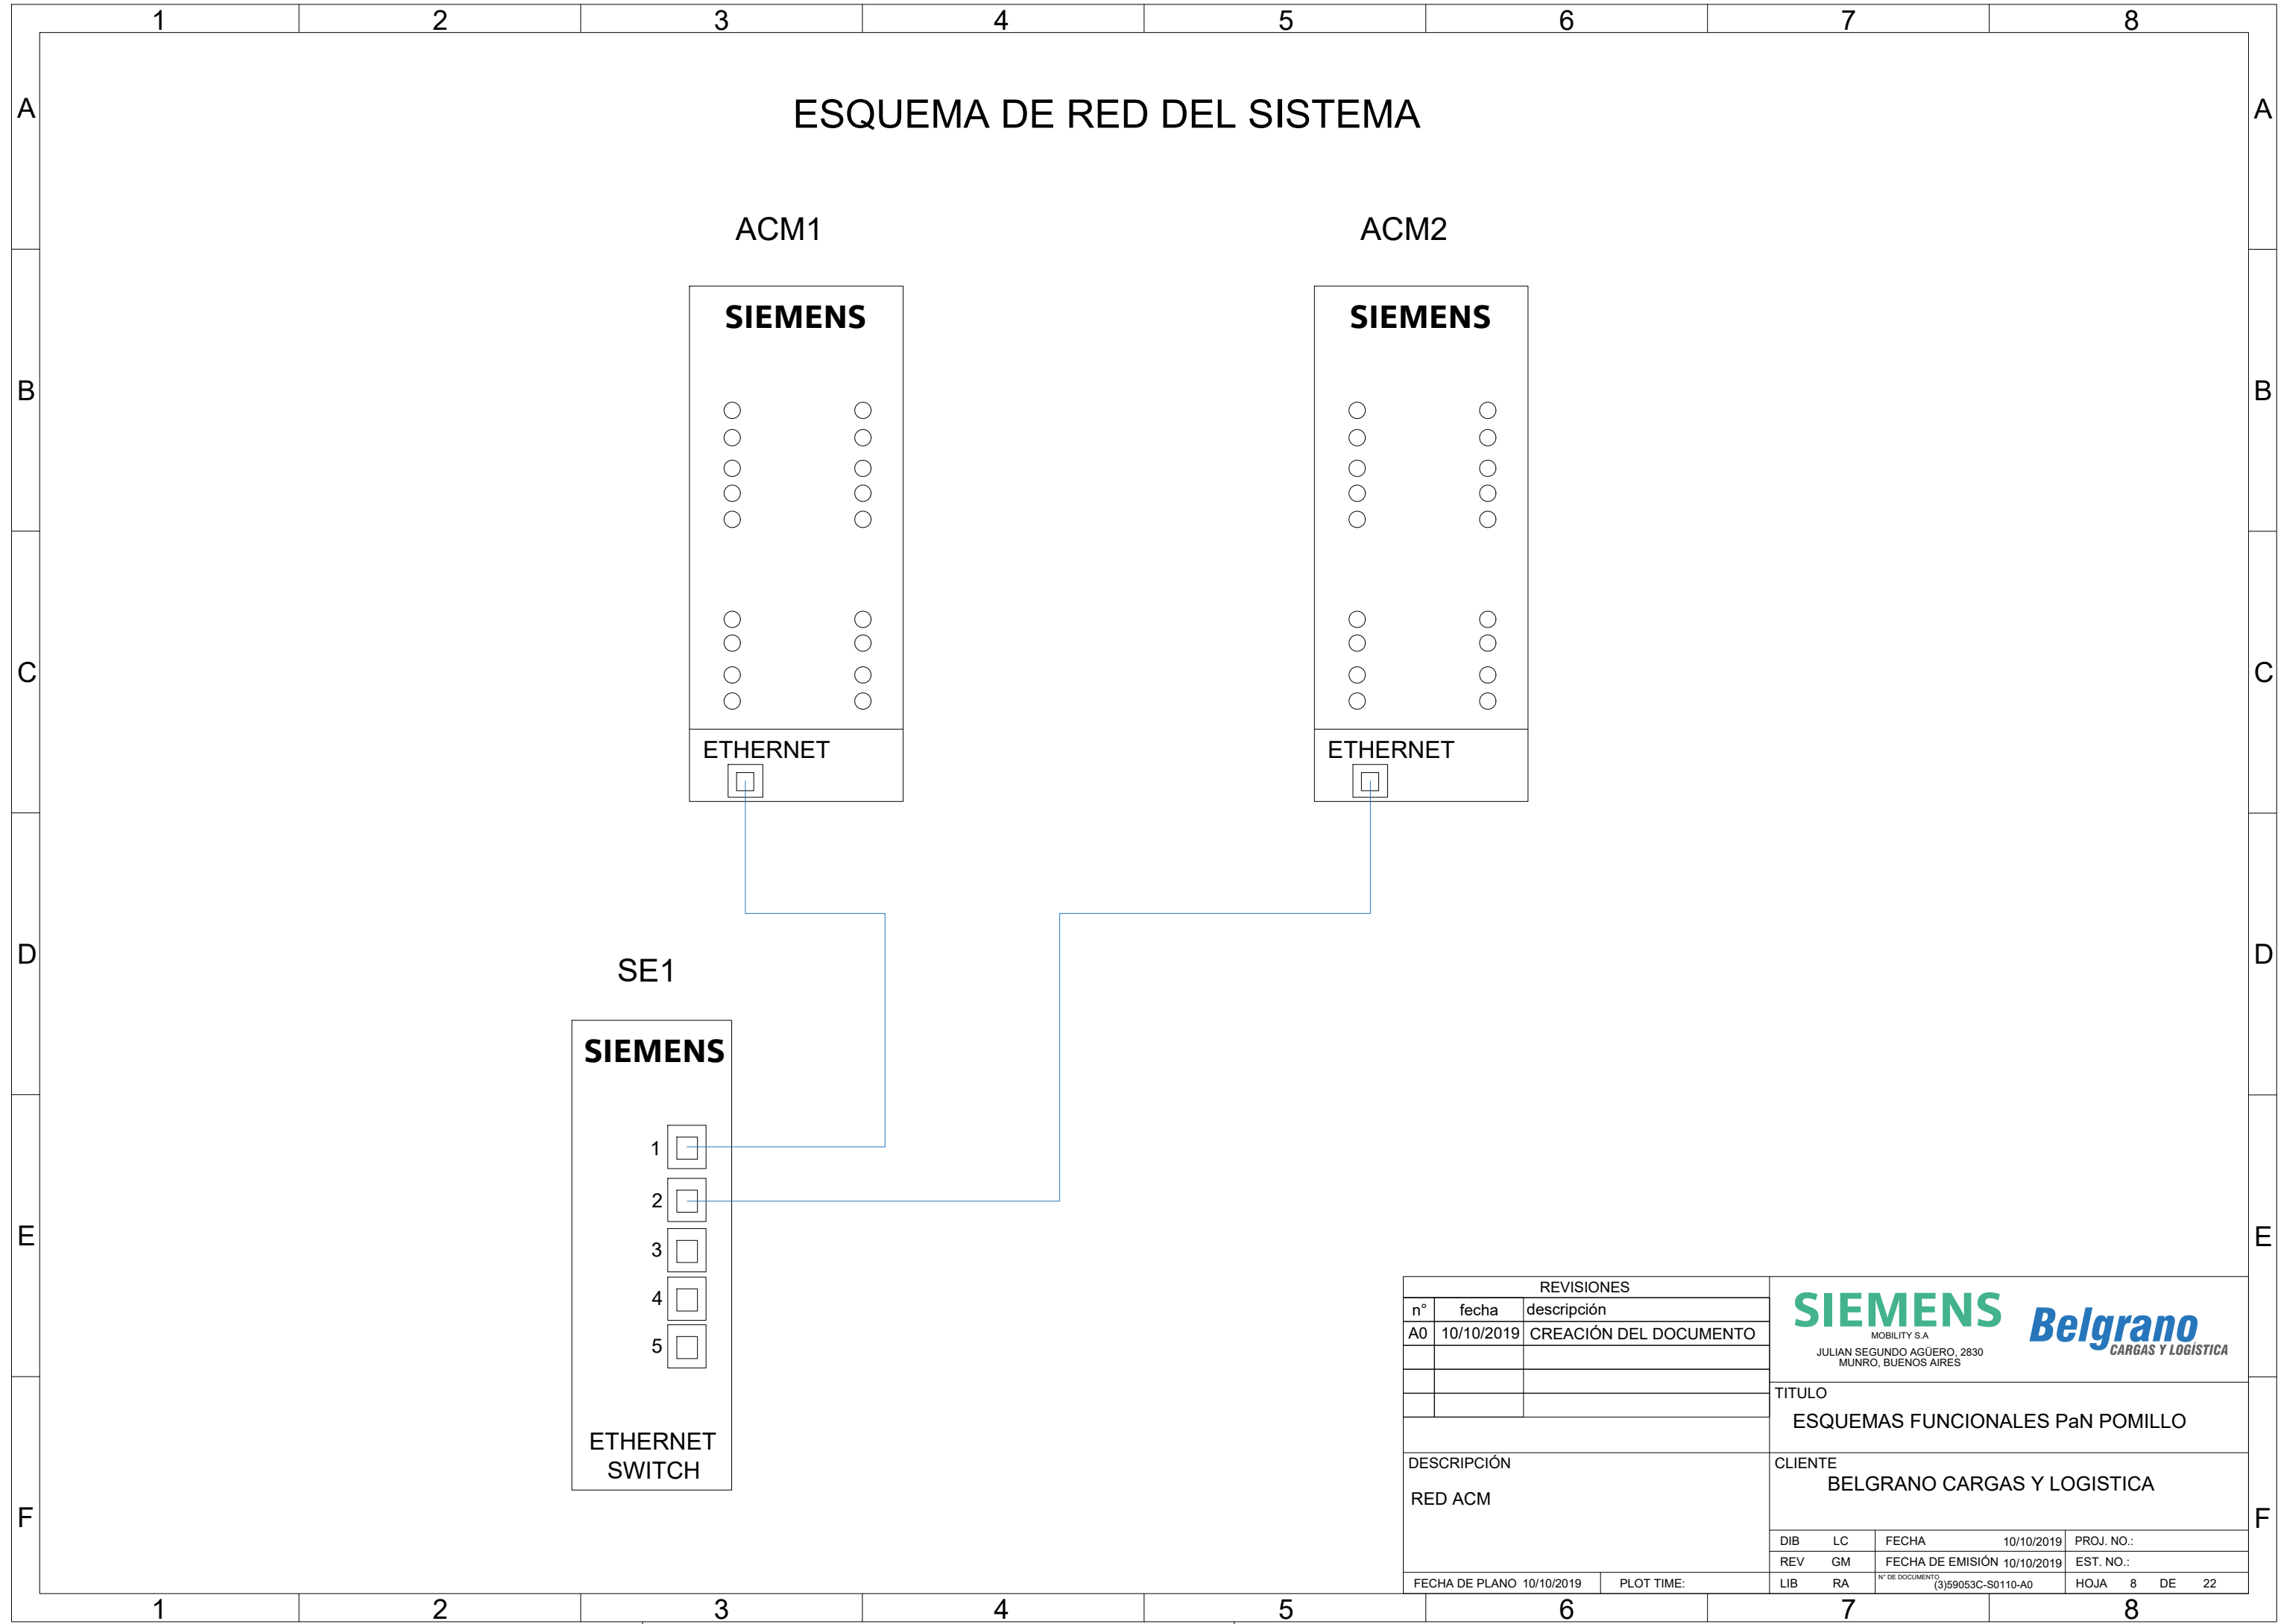 1 2 3 4 5 6 7 8
A A
ESQUEMA DE RED DEL SISTEMA
ACM1 ACM2
SIEMENS SIEMENS
B B
C C
ETHERNET ETHERNET
D D
SE1
SIEMENS
1
2
E E
3
4
5
ETHERNET
SWITCH
REVISIONES
n° fecha descripción
A0 10/10/2019 CREACIÓN DEL DOCUMENTO
SIEMENS
MOBILITY S.A
JULIAN SEGUNDO AGÜERO, 2830
MUNRO, BUENOS AIRES
Belgrano
CARGAS Y LOGÍSTICA
TITULO
ESQUEMAS FUNCIONALES PaN POMILLO
DESCRIPCIÓN
RED ACM
CLIENTE
BELGRANO CARGAS Y LOGISTICA
F F
DIB LC FECHA 10/10/2019 PROJ. NO.:
REV GM FECHA DE EMISIÓN 10/10/2019 EST. NO.:
FECHA DE PLANO 10/10/2019 PLOT TIME: LIB RA N° DE DOCUMENTO (3)59053C-S0110-A0 HOJA 8 DE 22
1 2 3 4 5 6 7 8